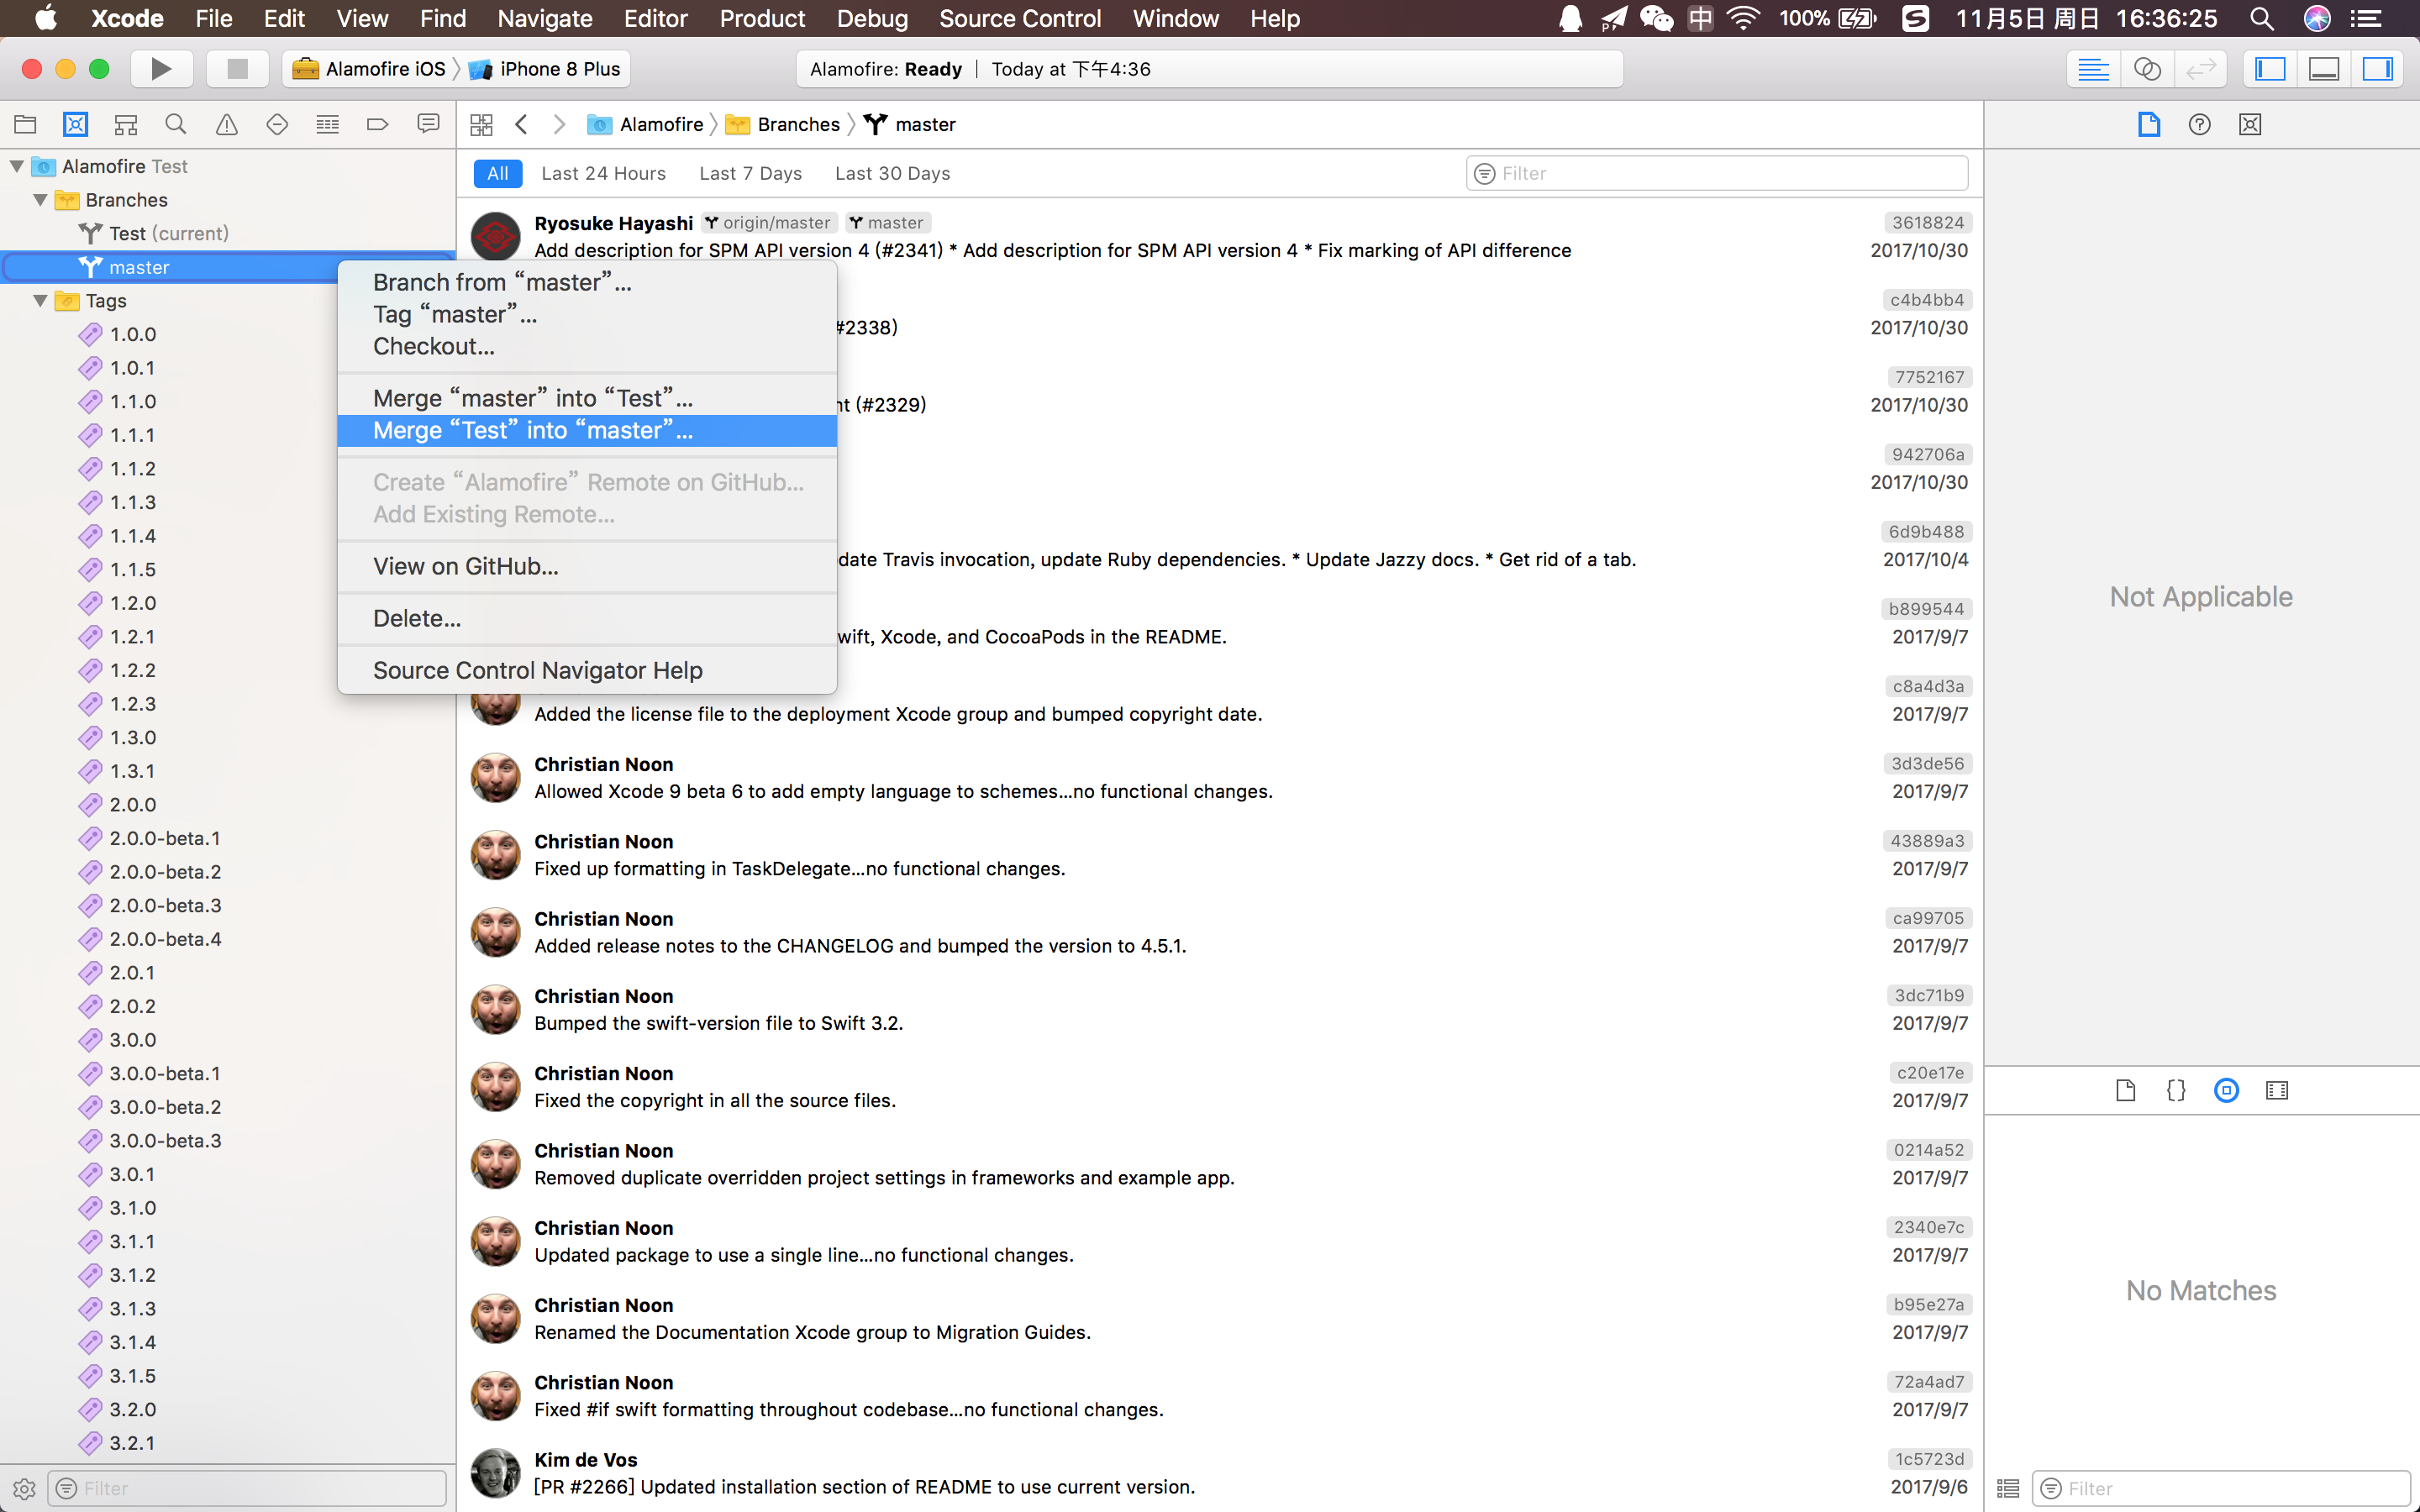 Xcode File Edit View Find Navigate Editor Product Debug Source Control Window Help 中 100% 11月5日 周日 16:36:25
Alamofire iOS iPhone 8 Plus
Alamofire: Ready | Today at 下午4:36
Alamofire Branches master
All Last 24 Hours Last 7 Days Last 30 Days Filter
Alamofire Test
Branches
Test (current)
master
Tags
1.0.0
1.0.1
1.1.0
1.1.1
1.1.2
1.1.3
1.1.4
1.1.5
1.2.0
1.2.1
1.2.2
1.2.3
1.3.0
1.3.1
2.0.0
2.0.0-beta.1
2.0.0-beta.2
2.0.0-beta.3
2.0.0-beta.4
2.0.1
2.0.2
3.0.0
3.0.0-beta.1
3.0.0-beta.2
3.0.0-beta.3
3.0.1
3.1.0
3.1.1
3.1.2
3.1.3
3.1.4
3.1.5
3.2.0
3.2.1
Filter
Branch from “master”...
Tag “master”...
Checkout...
Merge “master” into “Test”...
Merge “Test” into “master”...
Create “Alamofire” Remote on GitHub...
Add Existing Remote...
View on GitHub...
Delete...
Source Control Navigator Help
Ryosuke Hayashi origin/master master 3618824
Add description for SPM API version 4 (#2341) * Add description for SPM API version 4 * Fix marking of API difference 2017/10/30
c4b4bb4
#2338) 2017/10/30
7752167
(#2329) 2017/10/30
942706a
2017/10/30
6d9b488
date Travis invocation, update Ruby dependencies. * Update Jazzy docs. * Get rid of a tab. 2017/10/4
b899544
wift, Xcode, and CocoaPods in the README. 2017/9/7
c8a4d3a
Added the license file to the deployment Xcode group and bumped copyright date. 2017/9/7
Christian Noon 3d3de56
Allowed Xcode 9 beta 6 to add empty language to schemes...no functional changes. 2017/9/7
Christian Noon 43889a3
Fixed up formatting in TaskDelegate...no functional changes. 2017/9/7
Christian Noon ca99705
Added release notes to the CHANGELOG and bumped the version to 4.5.1. 2017/9/7
Christian Noon 3dc71b9
Bumped the swift-version file to Swift 3.2. 2017/9/7
Christian Noon c20e17e
Fixed the copyright in all the source files. 2017/9/7
Christian Noon 0214a52
Removed duplicate overridden project settings in frameworks and example app. 2017/9/7
Christian Noon 2340e7c
Updated package to use a single line...no functional changes. 2017/9/7
Christian Noon b95e27a
Renamed the Documentation Xcode group to Migration Guides. 2017/9/7
Christian Noon 72a4ad7
Fixed #if swift formatting throughout codebase...no functional changes. 2017/9/7
Kim de Vos 1c5723d
[PR #2266] Updated installation section of README to use current version. 2017/9/6
Not Applicable
No Matches
Filter